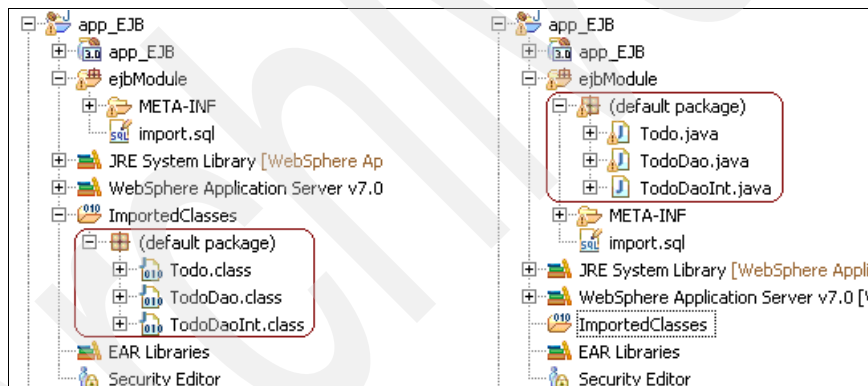 app_EJB
app_EJB
ejbModule
META-INF
import.sql
JRE System Library [WebSphere Ap
WebSphere Application Server v7.0
ImportedClasses
(default package)
Todo.class
TodoDao.class
TodoDaoInt.class
EAR Libraries
Security Editor
app_EJB
app_EJB
ejbModule
(default package)
Todo.java
TodoDao.java
TodoDaoInt.java
META-INF
import.sql
JRE System Library [WebSphere Appli
WebSphere Application Server v7.0 [W
ImportedClasses
EAR Libraries
Security Editor